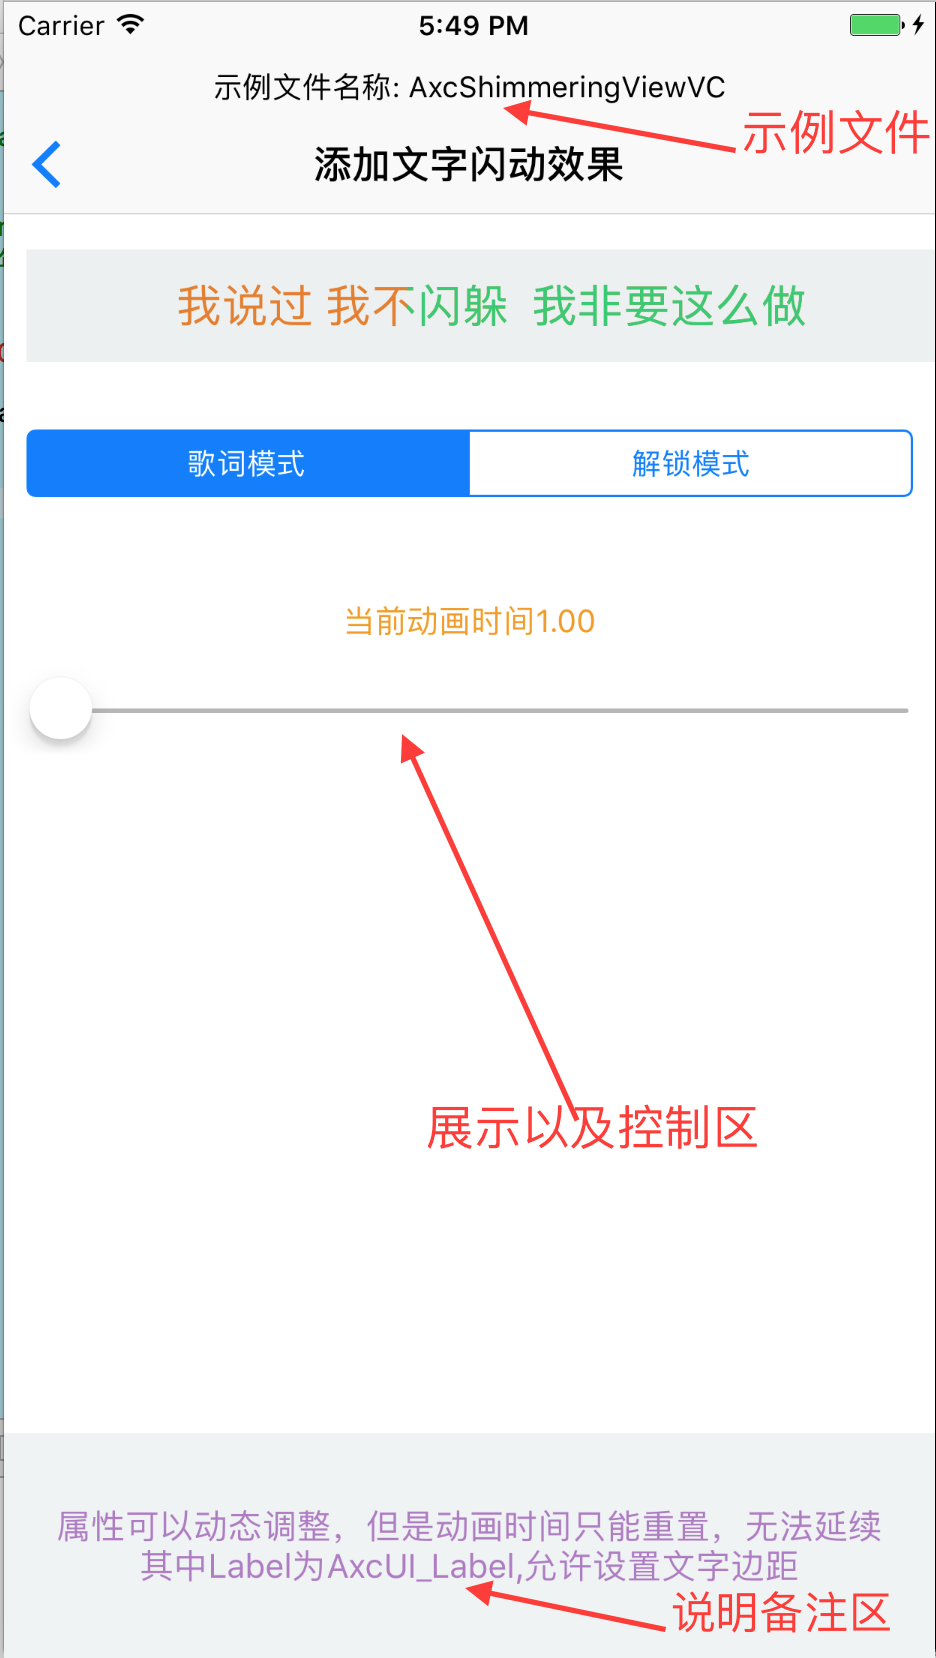 Carrier
5:49 PM
示例文件名称: AxcShimmeringViewVC
示例文件
添加文字闪动效果
我说过 我不闪躲 我非要这么做
歌词模式
解锁模式
当前动画时间1.00
展示以及控制区
属性可以动态调整，但是动画时间只能重置，无法延续
其中Label为AxcUI_Label,允许设置文字边距
说明备注区